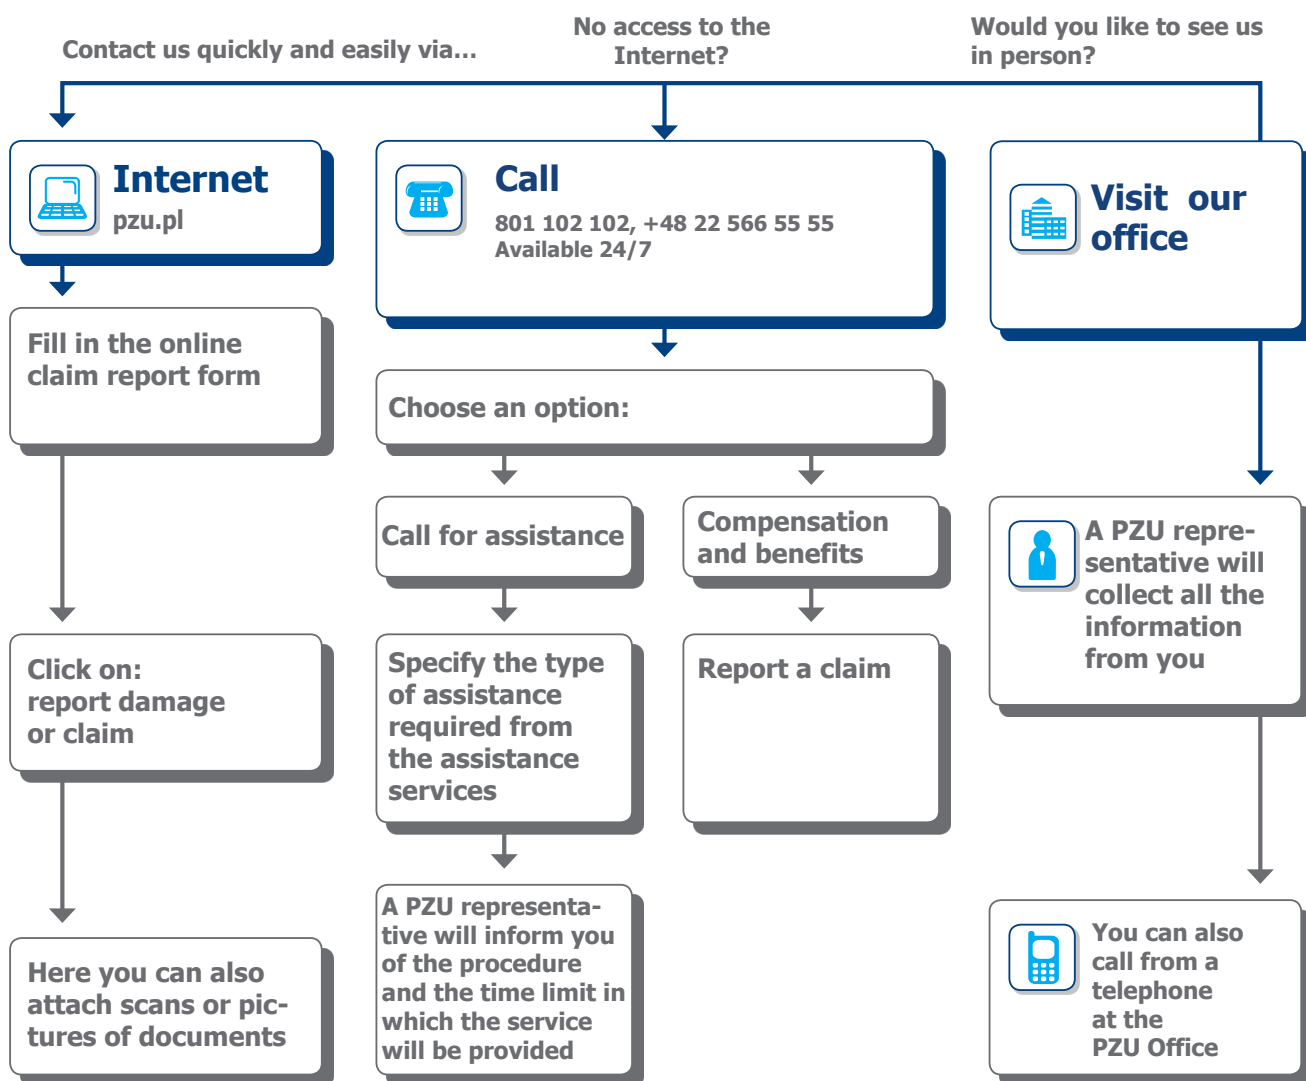 Contact us quickly and easily via...
No access to the
Internet?
Would you like to see us
in person?
Internet
pzu.pl
Call
801 102 102, +48 22 566 55 55
Available 24/7
Visit our
office
Fill in the online
claim report form
Choose an option:
Call for assistance
Compensation
and benefits
A PZU repre-
sentative will
collect all the
information
from you
Click on:
report damage
or claim
Specify the type
of assistance
required from
the assistance
services
Report a claim
Here you can also
attach scans or pic-
tures of documents
A PZU representa-
tive will inform you
of the procedure
and the time limit in
which the service
will be provided
You can also
call from a
telephone
at the
PZU Office